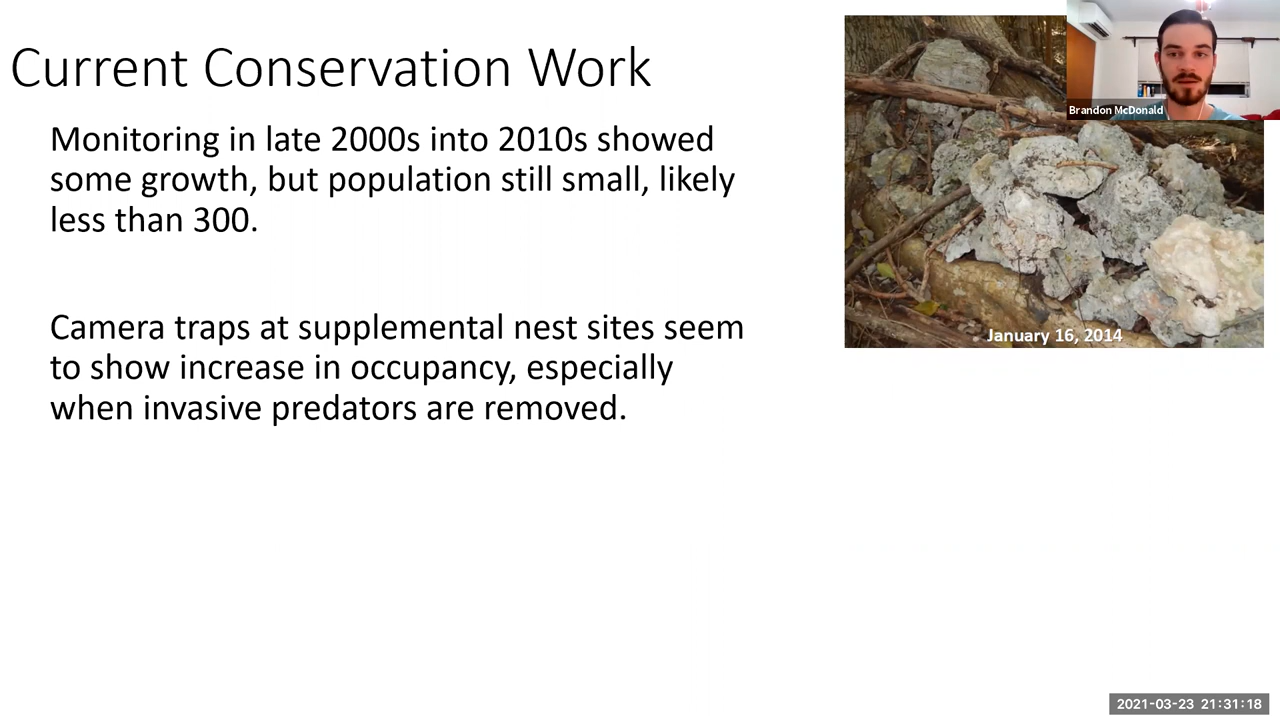 Current Conservation Work
Monitoring in late 2000s into 2010s showed
some growth, but population still small, likely
less than 300.
Camera traps at supplemental nest sites seem
to show increase in occupancy, especially
when invasive predators are removed.
Brandon McDonald
January 16, 2014
2021-03-23 21:31:18